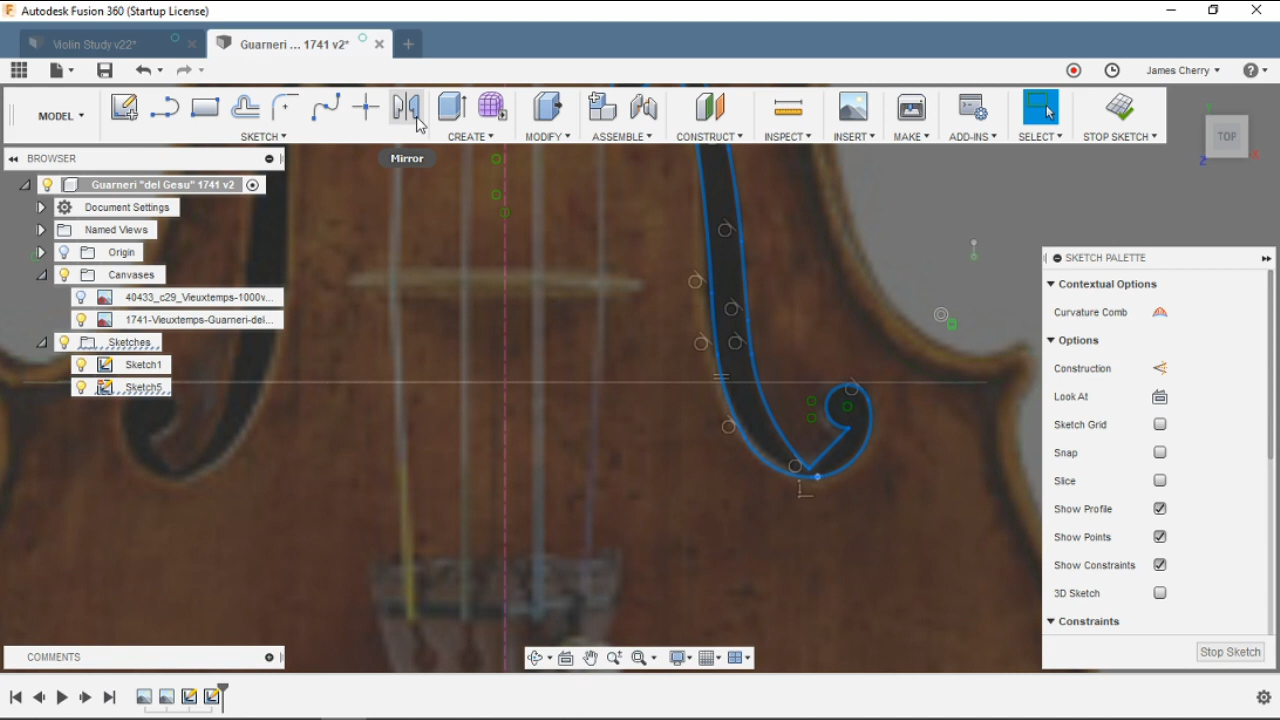 Autodesk Fusion 360 (Startup License)
Violin Study v22*
Guarneri ... 1741 v2*
James Cherry
MODEL
SKETCH
CREATE
MODIFY
ASSEMBLE
CONSTRUCT
INSPECT
INSERT
MAKE
ADD-INS
SELECT
STOP SKETCH
TOP
Z
X
BROWSER
Mirror
Guarneri "del Gesu" 1741 v2
Document Settings
Named Views
Origin
Canvases
40433_c29_Vieuxtemps-1000v...
1741-Vieuxtemps-Guarneri-del...
Sketches
Sketch1
Sketch5
SKETCH PALETTE
Contextual Options
Curvature Comb
Options
Construction
Look At
Sketch Grid
Snap
Slice
Show Profile
Show Points
Show Constraints
3D Sketch
Constraints
Stop Sketch
COMMENTS